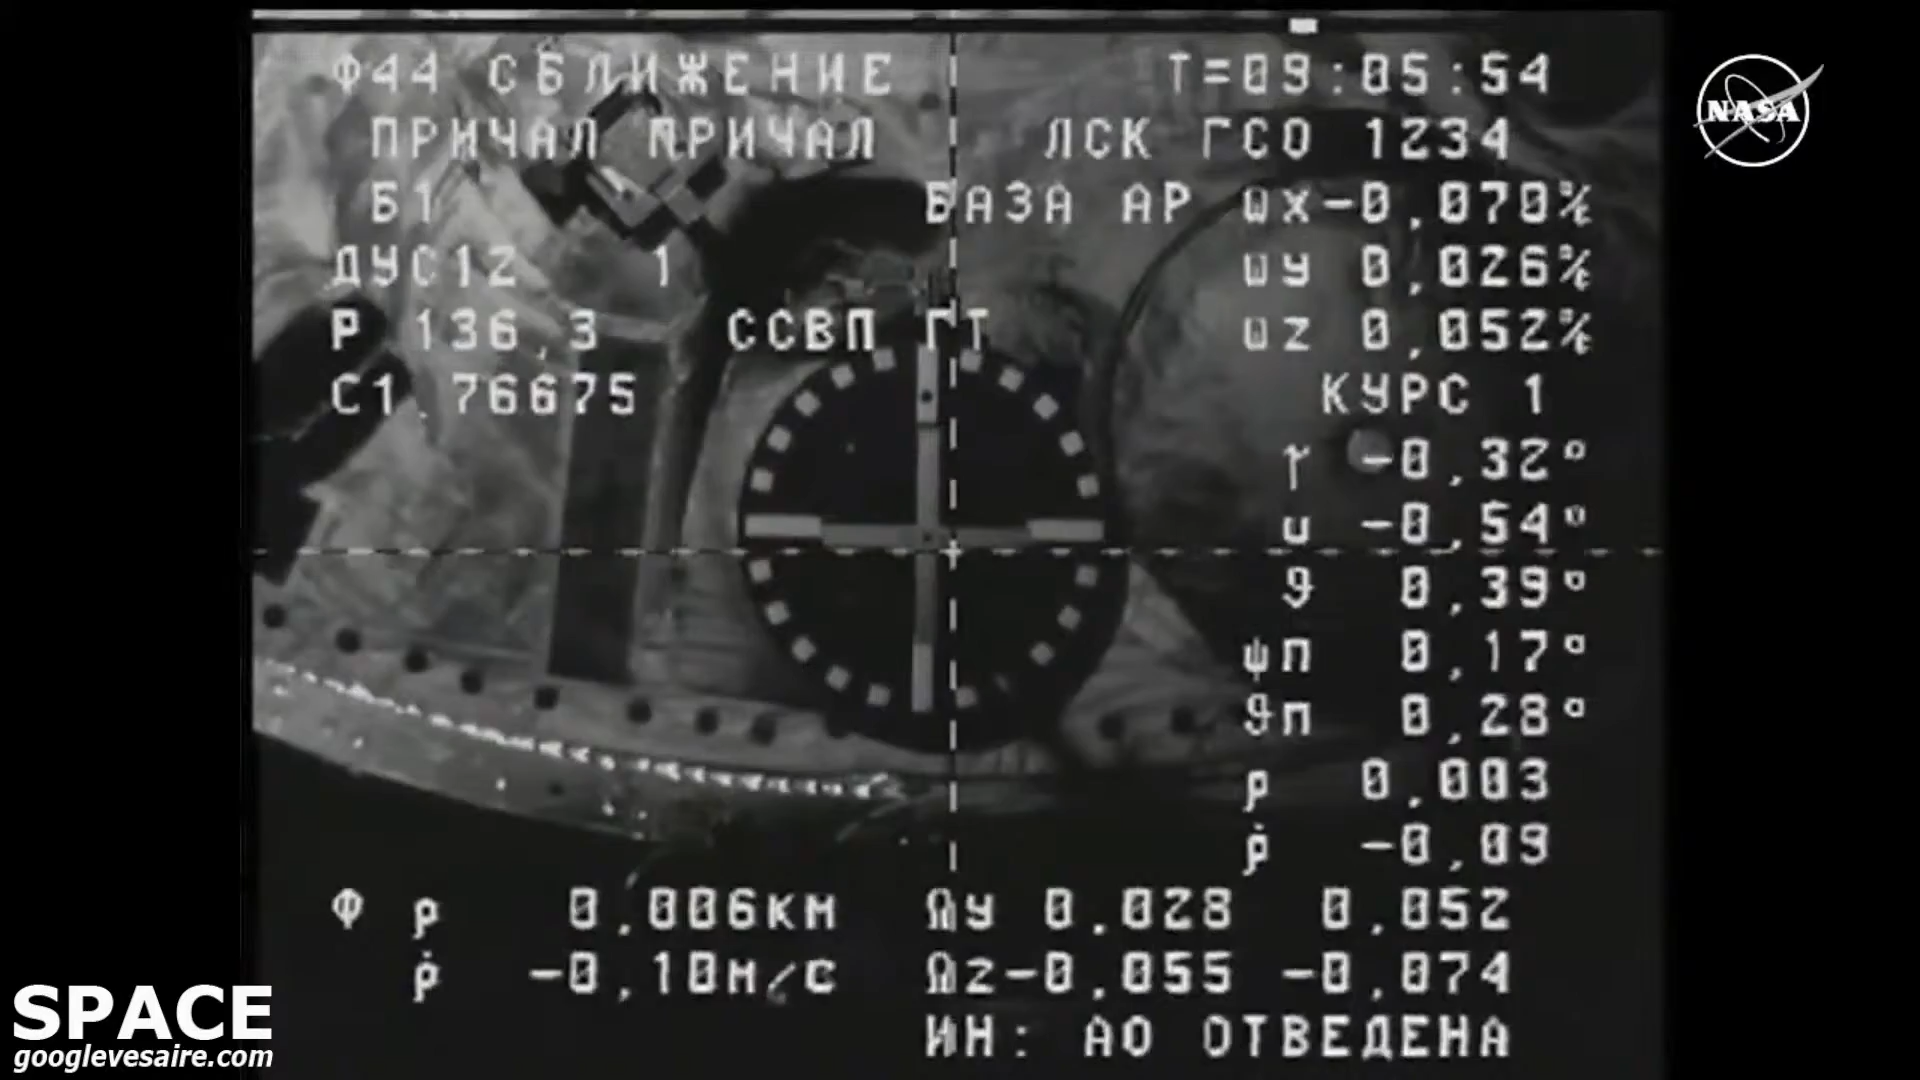 Ф44 СБЛИЖЕНИЕ T=09:05:54
NASA
ПРИЧАЛ ПРИЧАЛ ЛСК ГСО 1234
Б1 БАЗА АР ωx-0,070°/с
ДУС12 1 ωy 0,026°/с
Р 136,3 ССВП ГТ ωz 0,052°/с
С1 76675 КУРС 1
γ -0,32°
u -0,54°
ϑ 0,39°
ψп 0,17°
ϑп 0,28°
ρ 0,003
ρ̇ -0,09
Ф ρ 0,006км Ωy 0.028 0,052
ρ̇ -0,10м/с Ωz-0,055 -0,074
ИН: АО ОТВЕДЕНА
SPACE
googlevesaire.com